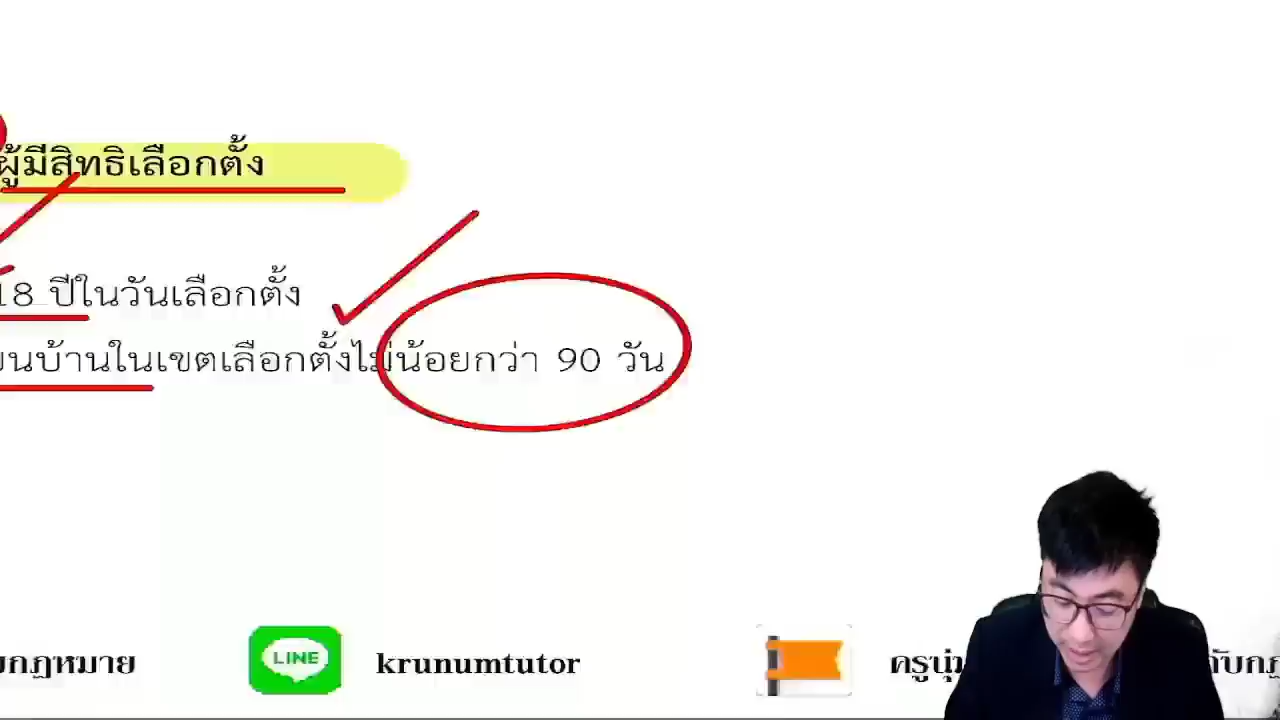 ผู้มีสิทธิเลือกตั้ง
18 ปีในวันเลือกตั้ง
บ้านในเขตเลือกตั้งไม่น้อยกว่า 90 วัน
กฎหมาย LINE krunumtutor ครูนุ่ม